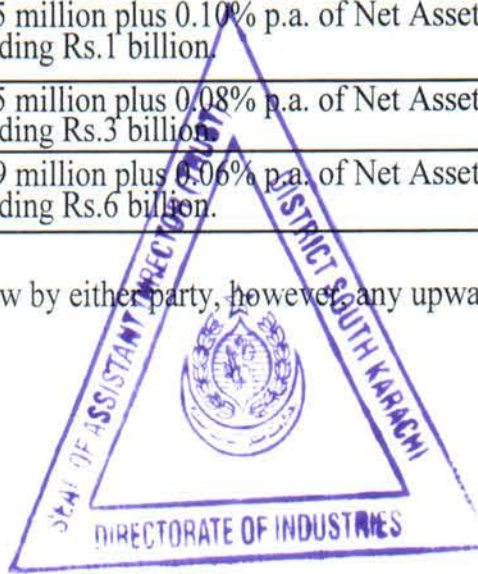 5 million plus 0.10% p.a. of Net Asset
ding Rs.1 billion.
5 million plus 0.08% p.a. of Net Asset
ding Rs.3 billion.
9 million plus 0.06% p.a. of Net Asset
ding Rs.6 billion.
w by either party, however, any upwa
SEAL OF ASSISTANT DIRECTOR (TRUST)
DISTRICT SOUTH KARACHI
DIRECTORATE OF INDUSTRIES